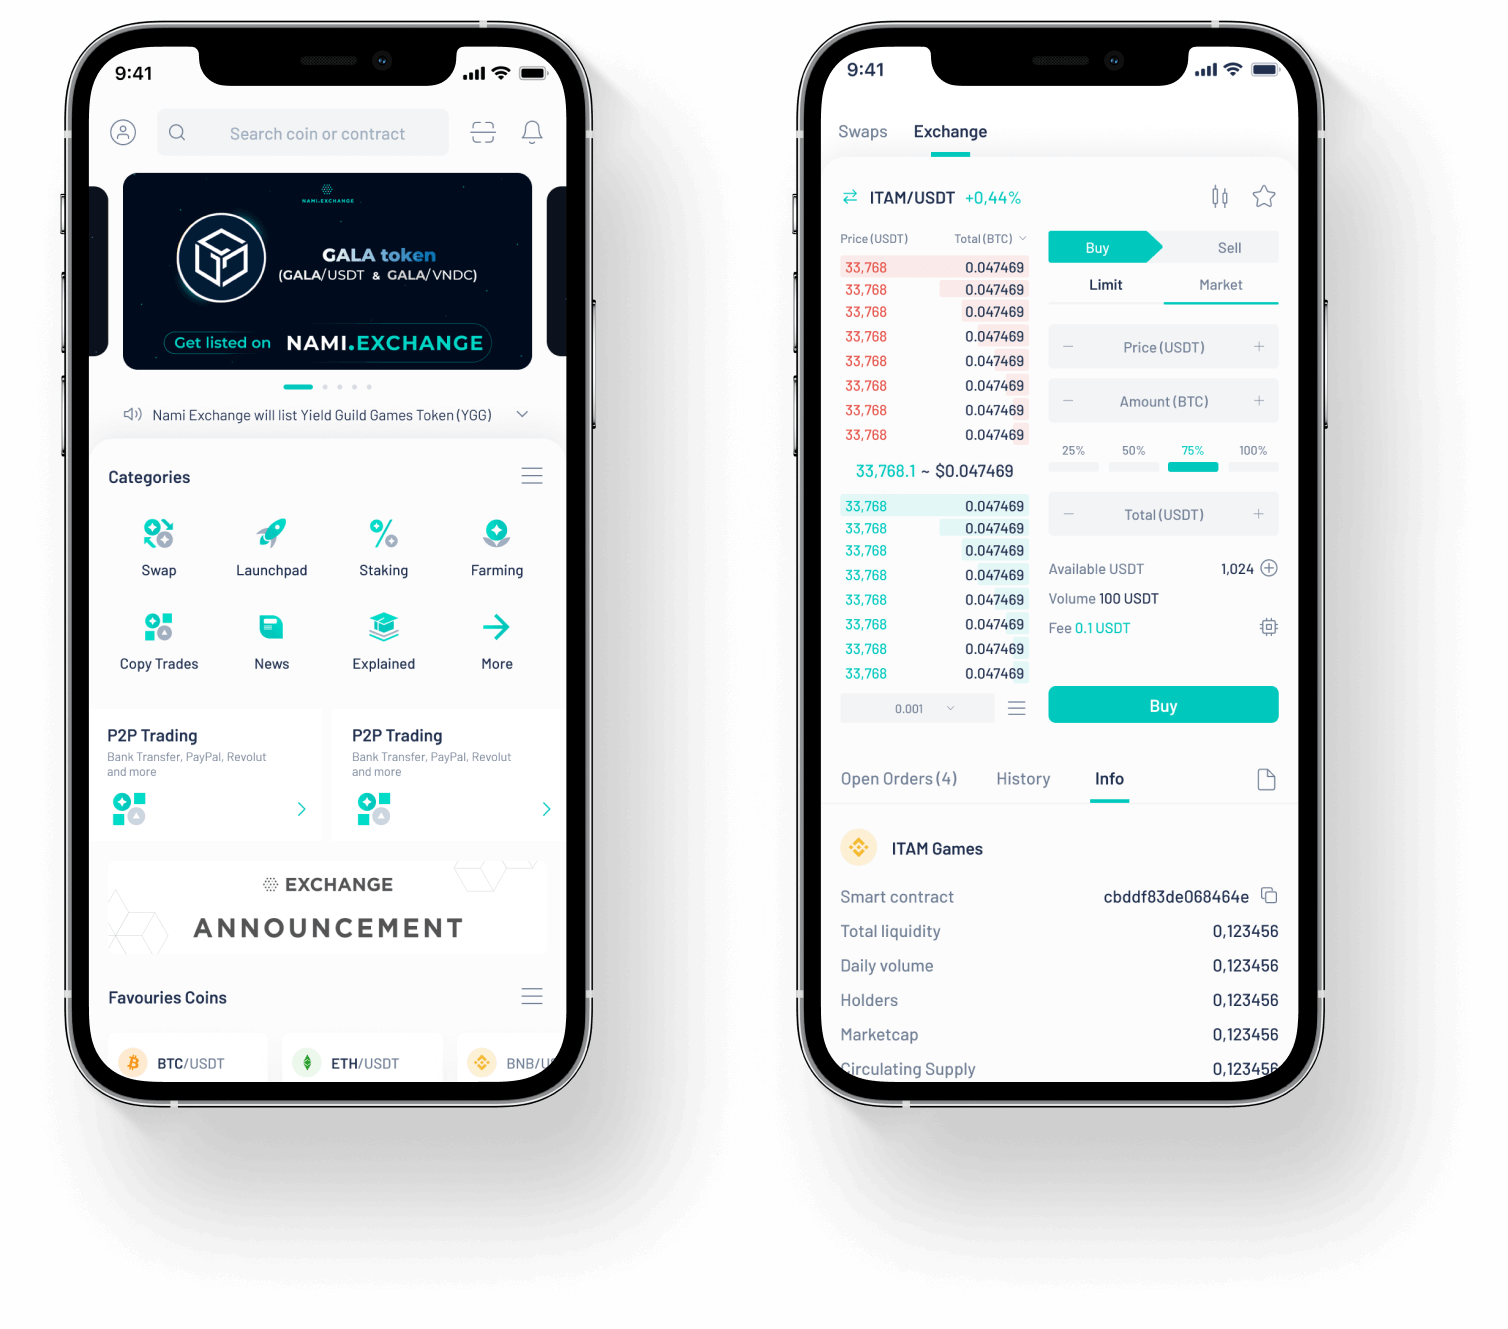 9:41
Search coin or contract
NAMI.EXCHANGE
GALA token
(GALA/USDT & GALA/VNDC)
Get listed on NAMI.EXCHANGE
Nami Exchange will list Yield Guild Games Token (YGG)
Categories
Swap Launchpad Staking Farming
Copy Trades News Explained More
P2P Trading
Bank Transfer, PayPal, Revolut
and more
P2P Trading
Bank Transfer, PayPal, Revolut
and more
EXCHANGE
ANNOUNCEMENT
Favouries Coins
BTC/USDT ETH/USDT BNB/US
9:41
Swaps Exchange
ITAM/USDT +0,44%
Price (USDT) Total (BTC)
33,768 0.047469
33,768 0.047469
33,768 0.047469
33,768 0.047469
33,768 0.047469
33,768 0.047469
33,768 0.047469
33,768 0.047469
33,768.1 ~ $0.047469
33,768 0.047469
33,768 0.047469
33,768 0.047469
33,768 0.047469
33,768 0.047469
33,768 0.047469
33,768 0.047469
33,768 0.047469
0.001
Buy Sell
Limit Market
− Price (USDT) +
− Amount (BTC) +
25% 50% 75% 100%
− Total (USDT) +
Available USDT 1,024
Volume 100 USDT
Fee 0.1 USDT
Buy
Open Orders (4) History Info
ITAM Games
Smart contract cbddf83de068464e
Total liquidity 0,123456
Daily volume 0,123456
Holders 0,123456
Marketcap 0,123456
Circulating Supply 0,123456